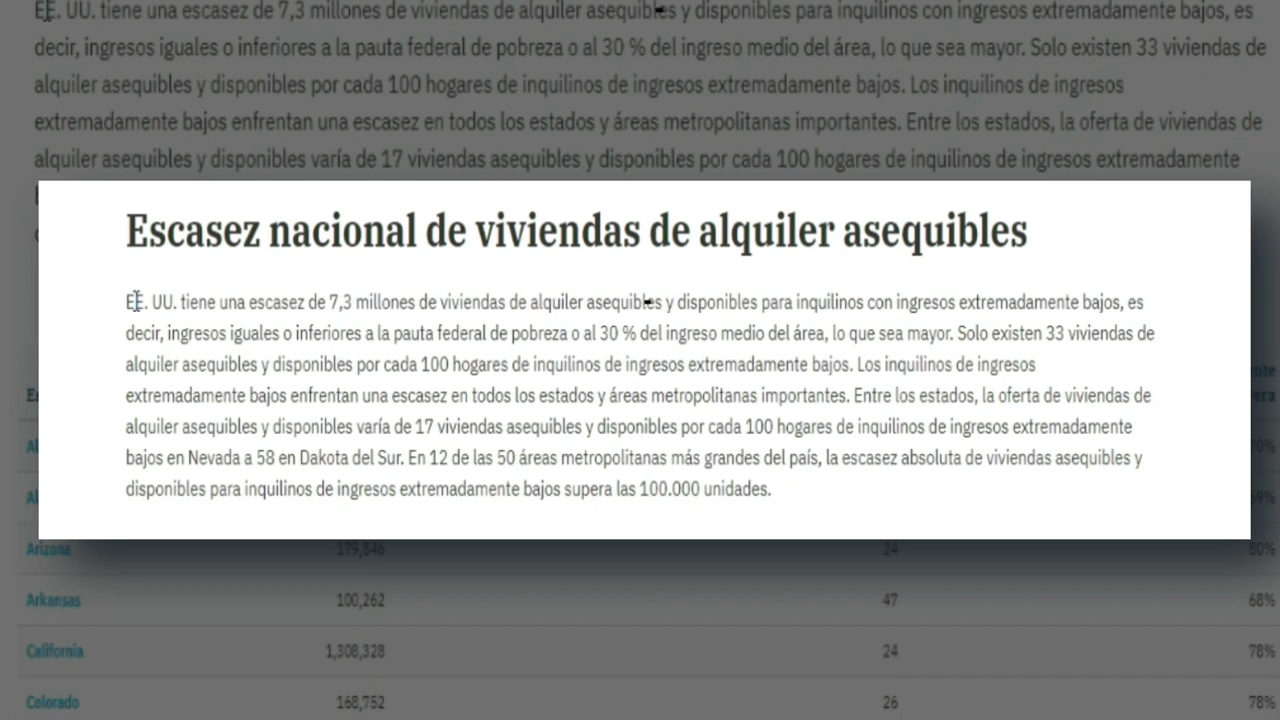 EE. UU. tiene una escasez de 7,3 millones de viviendas de alquiler asequibles y disponibles para inquilinos con ingresos extremadamente bajos, es
decir, ingresos iguales o inferiores a la pauta federal de pobreza o al 30 % del ingreso medio del área, lo que sea mayor. Solo existen 33 viviendas de
alquiler asequibles y disponibles por cada 100 hogares de inquilinos de ingresos extremadamente bajos. Los inquilinos de ingresos
extremadamente bajos enfrentan una escasez en todos los estados y áreas metropolitanas importantes. Entre los estados, la oferta de viviendas de
alquiler asequibles y disponibles varía de 17 viviendas asequibles y disponibles por cada 100 hogares de inquilinos de ingresos extremadamente
Escasez nacional de viviendas de alquiler asequibles
EE. UU. tiene una escasez de 7,3 millones de viviendas de alquiler asequibles y disponibles para inquilinos con ingresos extremadamente bajos, es
decir, ingresos iguales o inferiores a la pauta federal de pobreza o al 30 % del ingreso medio del área, lo que sea mayor. Solo existen 33 viviendas de
alquiler asequibles y disponibles por cada 100 hogares de inquilinos de ingresos extremadamente bajos. Los inquilinos de ingresos
extremadamente bajos enfrentan una escasez en todos los estados y áreas metropolitanas importantes. Entre los estados, la oferta de viviendas de
alquiler asequibles y disponibles varía de 17 viviendas asequibles y disponibles por cada 100 hogares de inquilinos de ingresos extremadamente
bajos en Nevada a 58 en Dakota del Sur. En 12 de las 50 áreas metropolitanas más grandes del país, la escasez absoluta de viviendas asequibles y
disponibles para inquilinos de ingresos extremadamente bajos supera las 100.000 unidades.
Arizona 179,846 24 80%
Arkansas 100,262 47 68%
California 1,308,328 24 78%
Colorado 168,752 26 78%